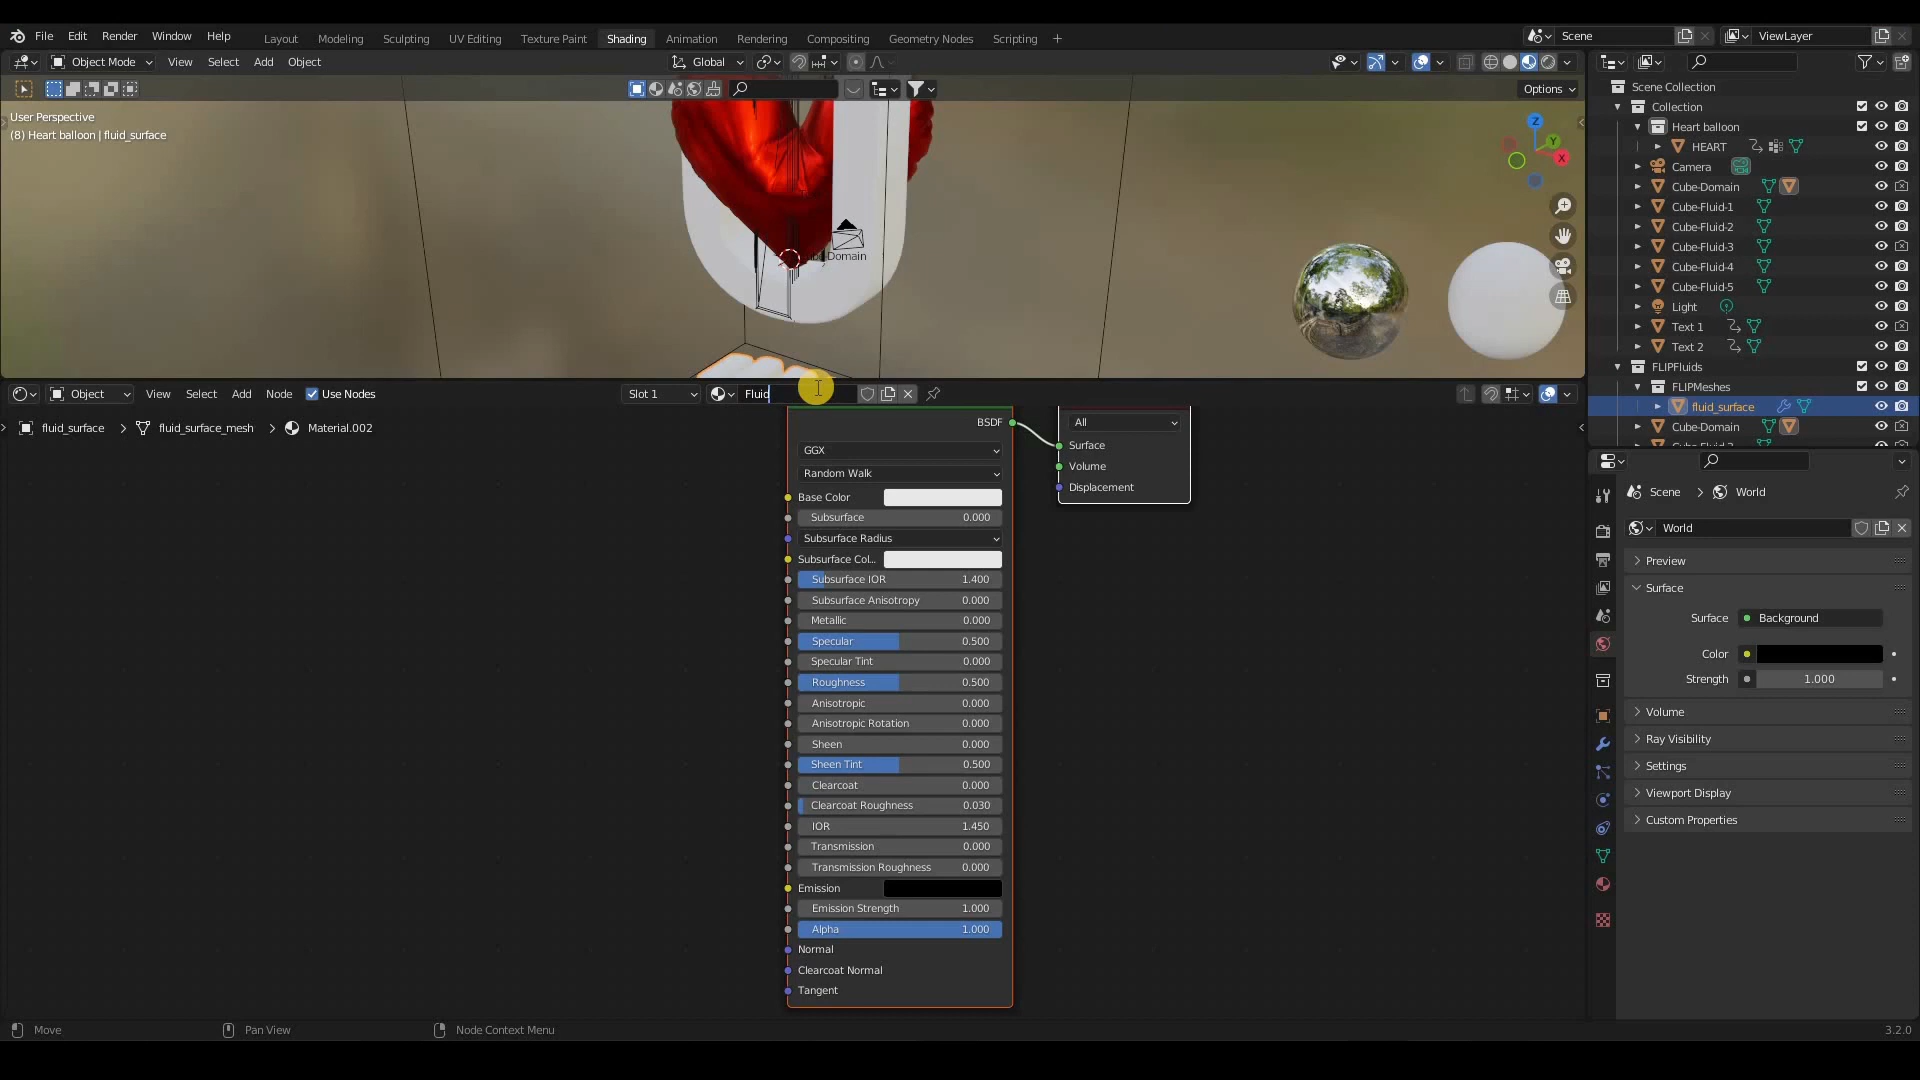 File Edit Render Window Help Layout Modeling Sculpting UV Editing Texture Paint Shading Animation Rendering Compositing Geometry Nodes Scripting + Scene ViewLayer
Object Mode View Select Add Object Global
Options
User Perspective
(8) Heart balloon | fluid_surface
Z
Y
X
Domain
Scene Collection
Collection
Heart balloon
HEART
Camera
Cube-Domain
Cube-Fluid-1
Cube-Fluid-2
Cube-Fluid-3
Cube-Fluid-4
Cube-Fluid-5
Light
Text 1
Text 2
FLIPFluids
FLIPMeshes
fluid_surface
Cube-Domain
Object View Select Add Node Use Nodes Slot 1 Fluid
fluid_surface > fluid_surface_mesh > Material.002
BSDF
GGX
Random Walk
Base Color
Subsurface 0.000
Subsurface Radius
Subsurface Col...
Subsurface IOR 1.400
Subsurface Anisotropy 0.000
Metallic 0.000
Specular 0.500
Specular Tint 0.000
Roughness 0.500
Anisotropic 0.000
Anisotropic Rotation 0.000
Sheen 0.000
Sheen Tint 0.500
Clearcoat 0.000
Clearcoat Roughness 0.030
IOR 1.450
Transmission 0.000
Transmission Roughness 0.000
Emission
Emission Strength 1.000
Alpha 1.000
Normal
Clearcoat Normal
Tangent
All
Surface
Volume
Displacement
Scene > World
World
Preview
Surface
Surface Background
Color
Strength 1.000
Volume
Ray Visibility
Settings
Viewport Display
Custom Properties
Move Pan View Node Context Menu 3.2.0